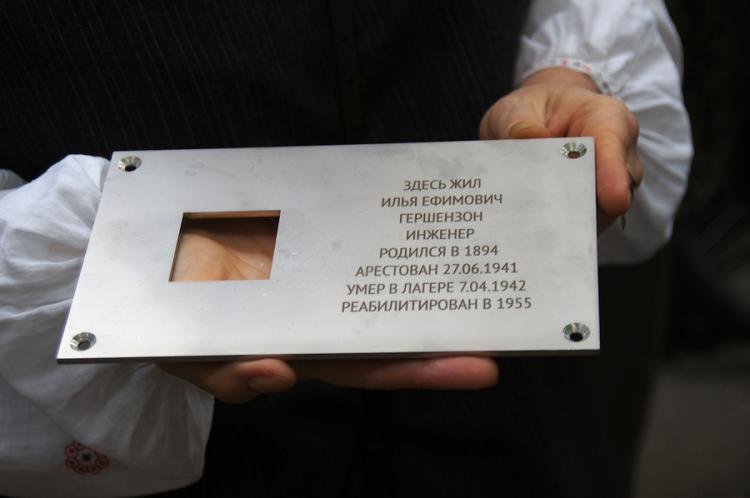 ЗДЕСЬ ЖИЛ
ИЛЬЯ ЕФИМОВИЧ
ГЕРШЕНЗОН
ИНЖЕНЕР
РОДИЛСЯ В 1894
АРЕСТОВАН 27.06.1941
УМЕР В ЛАГЕРЕ 7.04.1942
РЕАБИЛИТИРОВАН В 1955